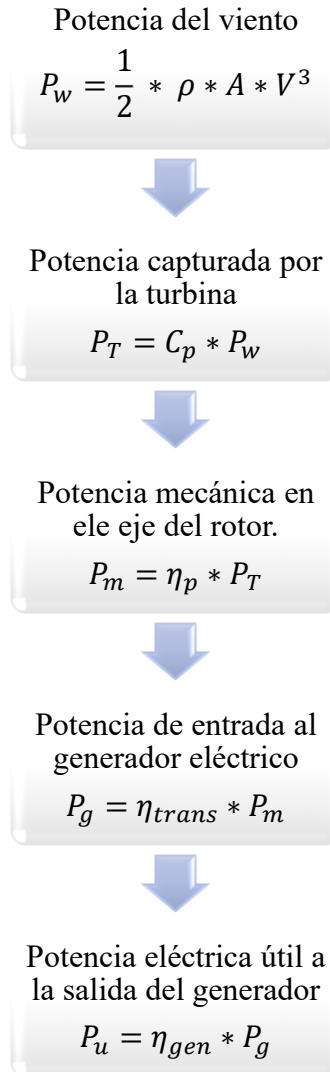 Potencia del viento
P_w = 1/2 * ρ * A * V^3
Potencia capturada por
la turbina
P_T = C_p * P_w
Potencia mecánica en
ele eje del rotor.
P_m = η_p * P_T
Potencia de entrada al
generador eléctrico
P_g = η_trans * P_m
Potencia eléctrica útil a
la salida del generador
P_u = η_gen * P_g